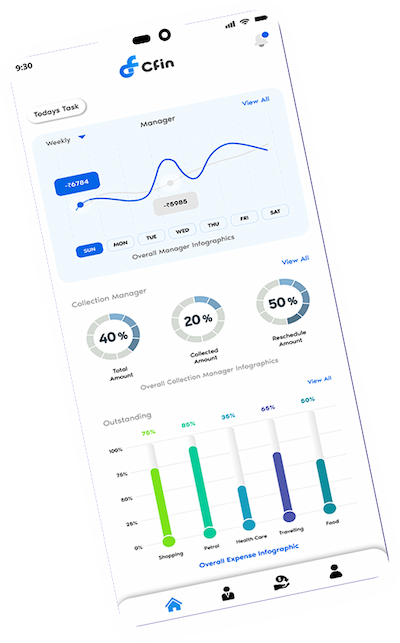 9:30
Cfin
Todays Task
View All
Weekly
Manager
-₹6784
-₹5985
SUN MON TUE WED THU FRI SAT
Overall Manager Infographics
View All
Collection Manager
40% 20% 50%
Total Amount
Collected Amount
Reschedule Amount
Overall Collection Manager Infographics
View All
Outstanding
75% 85% 35% 65% 50%
100%
75%
50%
25%
0%
Shopping Petrol Health Care Travelling Food
Overall Expense Infographic